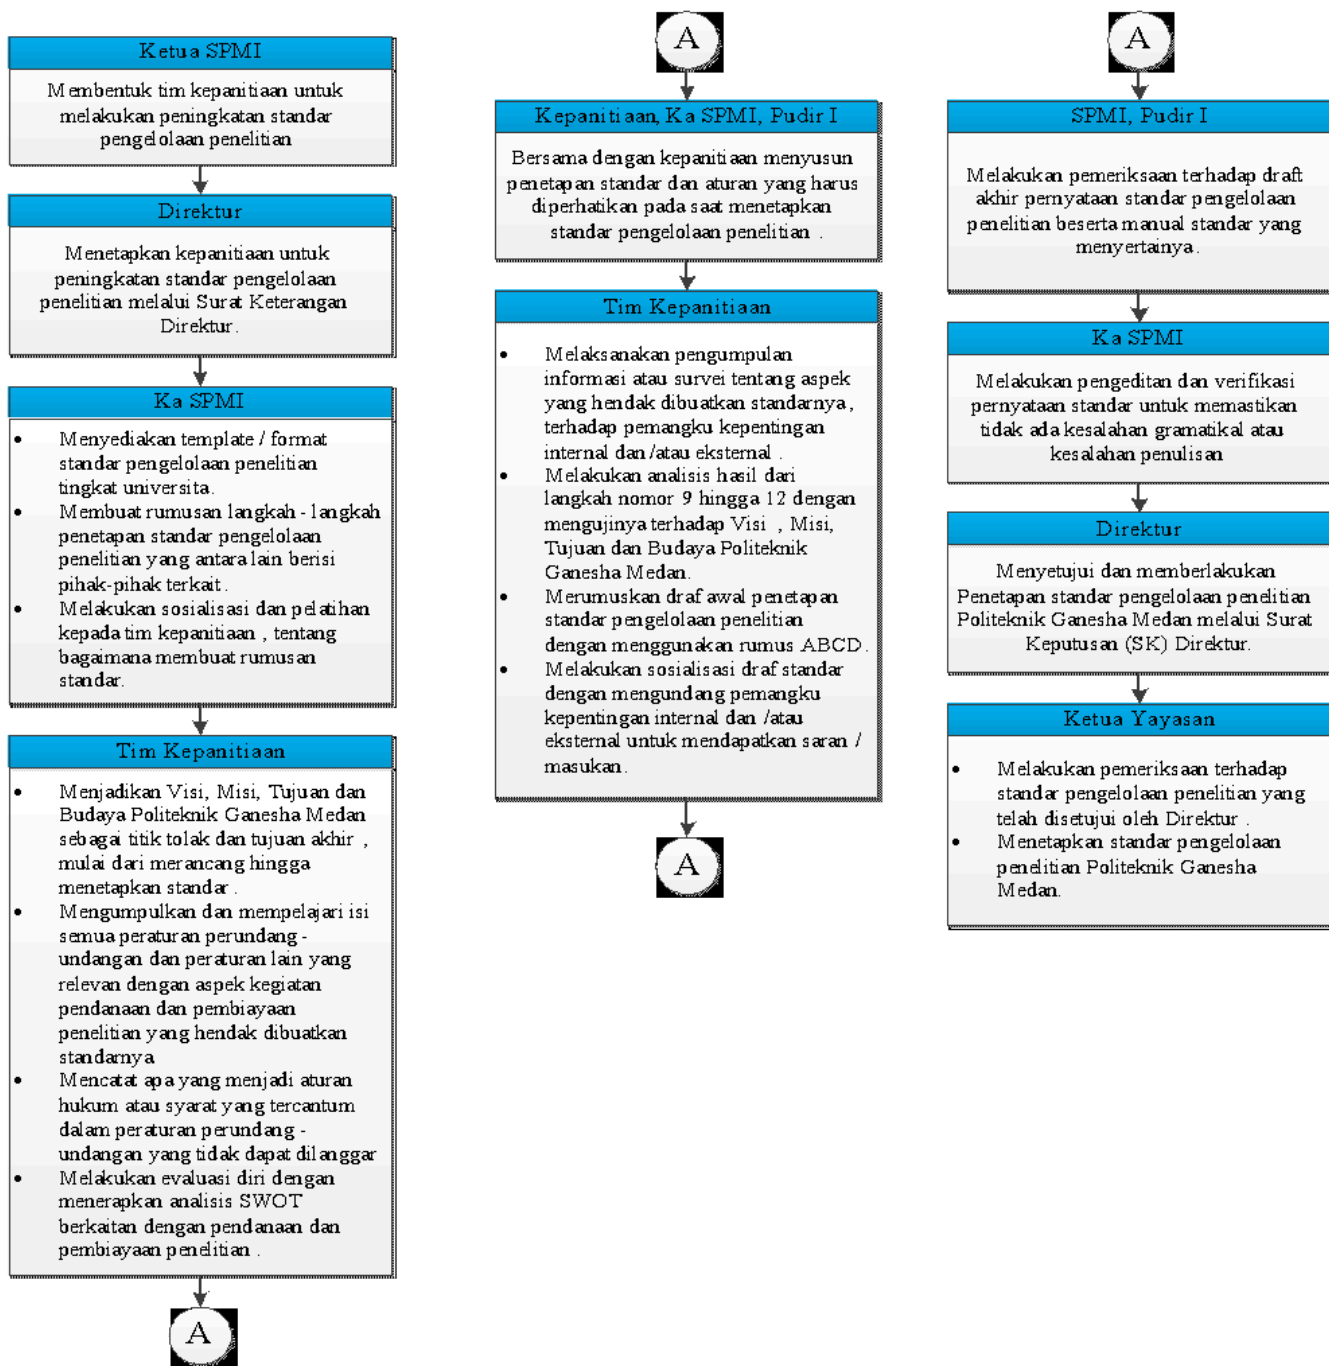 Ketua SPMI
Membentuk tim kepanitiaan untuk
melakukan peningkatan standar
pengelolaan penelitian
Direktur
Menetapkan kepanitiaan untuk
peningkatan standar pengelolaan
penelitian melalui Surat Keterangan
Direktur.
Ka SPMI
• Menyediakan template / format
standar pengelolaan penelitian
tingkat universita.
• Membuat rumusan langkah - langkah
penetapan standar pengelolaan
penelitian yang antara lain berisi
pihak-pihak terkait.
• Melakukan sosialisasi dan pelatihan
kepada tim kepanitiaan , tentang
bagaimana membuat rumusan
standar.
Tim Kepanitiaan
• Menjadikan Visi, Misi, Tujuan dan
Budaya Politeknik Ganesha Medan
sebagai titik tolak dan tujuan akhir ,
mulai dari merancang hingga
menetapkan standar .
• Mengumpulkan dan mempelajari isi
semua peraturan perundang -
undangan dan peraturan lain yang
relevan dengan aspek kegiatan
pendanaan dan pembiayaan
penelitian yang hendak dibuatkan
standarnya
• Mencatat apa yang menjadi aturan
hukum atau syarat yang tercantum
dalam peraturan perundang -
undangan yang tidak dapat dilanggar
• Melakukan evaluasi diri dengan
menerapkan analisis SWOT
berkaitan dengan pendanaan dan
pembiayaan penelitian .
A
A
Kepanitiaan, Ka SPMI, Pudir I
Bersama dengan kepanitiaan menyusun
penetapan standar dan aturan yang harus
diperhatikan pada saat menetapkan
standar pengelolaan penelitian .
Tim Kepanitiaan
• Melaksanakan pengumpulan
informasi atau survei tentang aspek
yang hendak dibuatkan standarnya ,
terhadap pemangku kepentingan
internal dan /atau eksternal .
• Melakukan analisis hasil dari
langkah nomor 9 hingga 12 dengan
mengujinya terhadap Visi , Misi,
Tujuan dan Budaya Politeknik
Ganesha Medan.
• Merumuskan draf awal penetapan
standar pengelolaan penelitian
dengan menggunakan rumus ABCD.
• Melakukan sosialisasi draf standar
dengan mengundang pemangku
kepentingan internal dan /atau
eksternal untuk mendapatkan saran /
masukan.
A
A
SPMI, Pudir I
Melakukan pemeriksaan terhadap draft
akhir pernyataan standar pengelolaan
penelitian beserta manual standar yang
menyertainya .
Ka SPMI
Melakukan pengeditan dan verifikasi
pernyataan standar untuk memastikan
tidak ada kesalahan gramatikal atau
kesalahan penulisan
Direktur
Menyetujui dan memberlakukan
Penetapan standar pengelolaan penelitian
Politeknik Ganesha Medan melalui Surat
Keputusan (SK) Direktur.
Ketua Yayasan
• Melakukan pemeriksaan terhadap
standar pengelolaan penelitian yang
telah disetujui oleh Direktur .
• Menetapkan standar pengelolaan
penelitian Politeknik Ganesha
Medan.